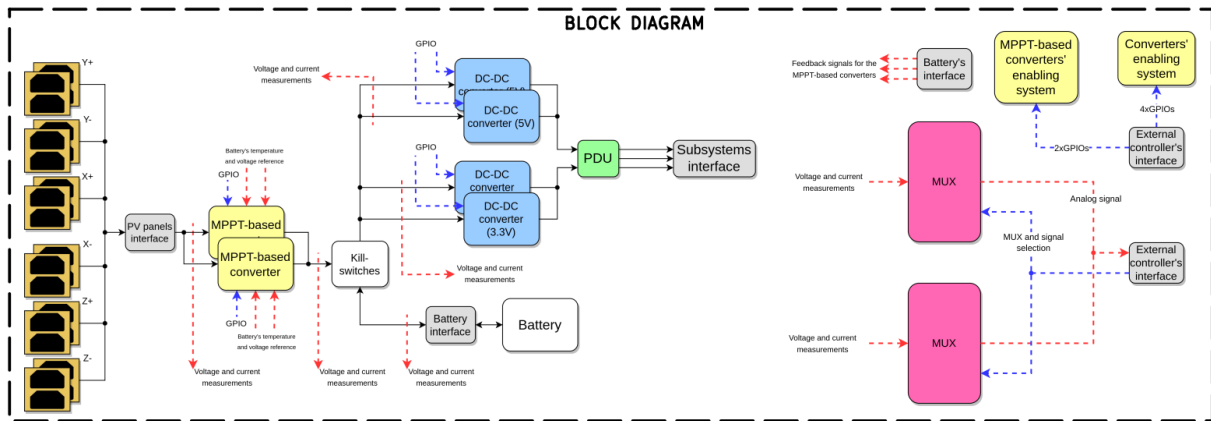 BLOCK DIAGRAM
Y+
Y-
X+
X-
Z+
Z-
PV panels
interface
Battery's temperature
and voltage reference
GPIO
MPPT-based
MPPT-based
converter
GPIO
Battery's temperature
and voltage reference
Voltage and current
measurements
Voltage and current
measurements
Voltage and current
measurements
Kill-
switches
Battery
interface
Battery
Voltage and current
measurements
GPIO
DC-DC
DC-DC
converter (5V)
GPIO
DC-DC
converter
DC-DC
converter
(3.3V)
Voltage and current
measurements
PDU
Subsystems
interface
Feedback signals for the
MPPT-based converters
Battery's
interface
MPPT-based
converters'
enabling
system
Converters'
enabling
system
4xGPIOs
2xGPIOs
External
controller's
interface
Voltage and current
measurements
MUX
Analog signal
MUX and signal
selection
External
controller's
interface
Voltage and current
measurements
MUX